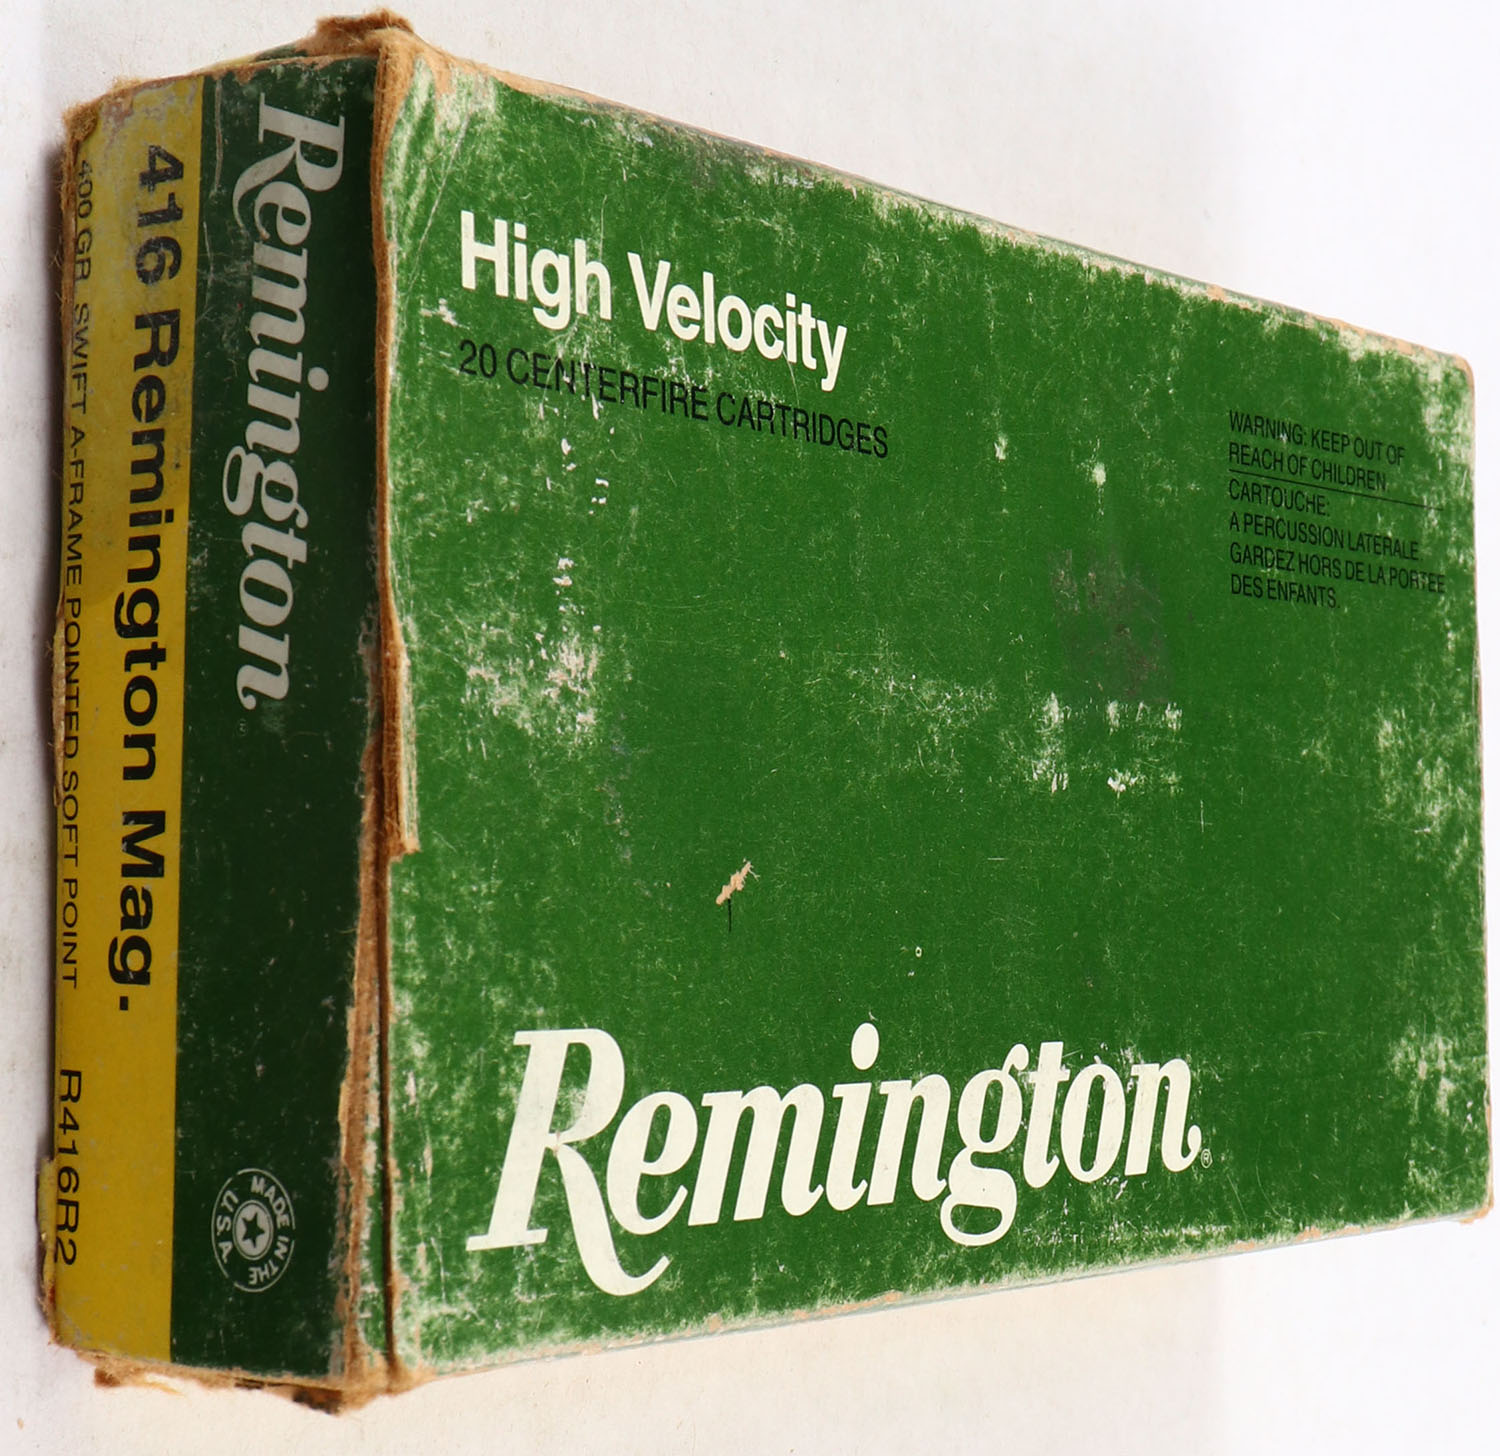 High Velocity
20 CENTERFIRE CARTRIDGES
WARNING: KEEP OUT OF
REACH OF CHILDREN.
CARTOUCHE:
A PERCUSSION LATERALE.
GARDEZ HORS DE LA PORTEE
DES ENFANTS.
Remington®
Remington®
MADE IN THE U.S.A.
416 Remington Mag.
400 GR. SWIFT A-FRAME POINTED SOFT POINT R416R2